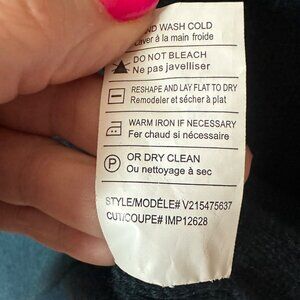 ND WASH COLD
Laver à la main froide
DO NOT BLEACH
Ne pas javelliser
RESHAPE AND LAY FLAT TO DRY
Remodeler et sécher à plat
WARM IRON IF NECESSARY
Fer chaud si nécessaire
P
OR DRY CLEAN
Ou nettoyage à sec
STYLE/MODÈLE# V215475637
CUT/COUPE# IMP12628